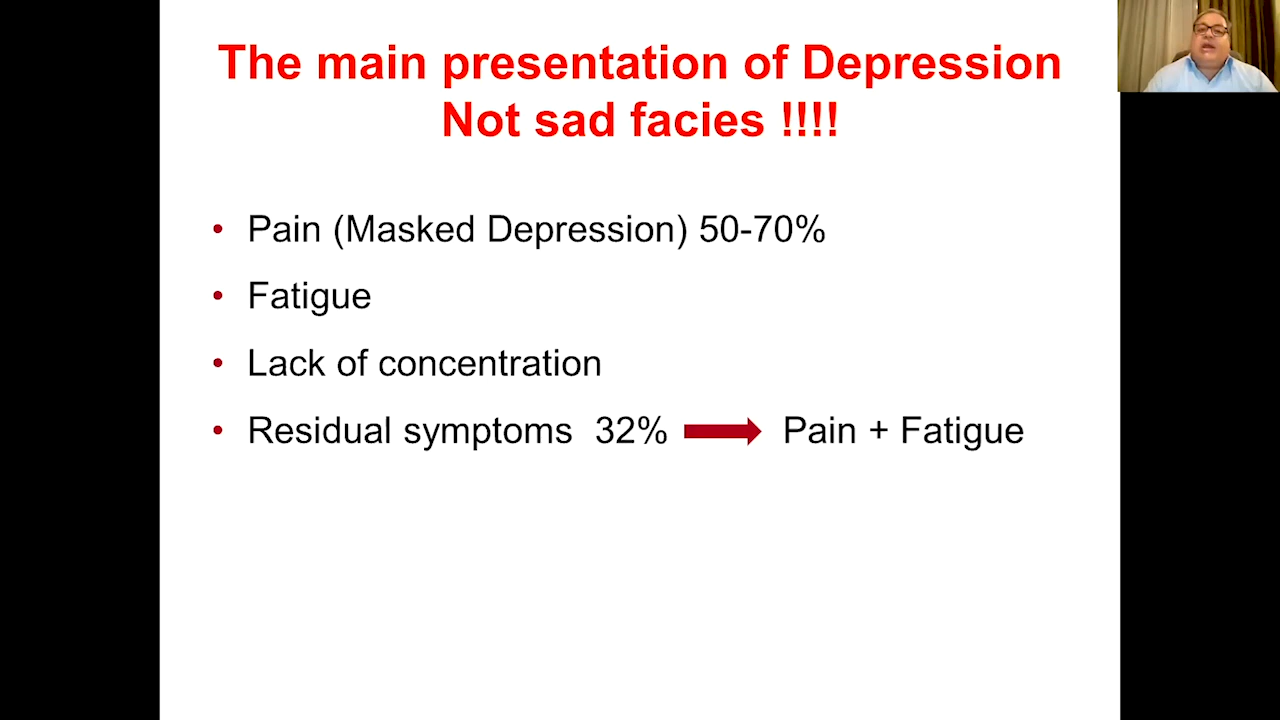 The main presentation of Depression
Not sad facies !!!!
• Pain (Masked Depression) 50-70%
• Fatigue
• Lack of concentration
• Residual symptoms 32% Pain + Fatigue